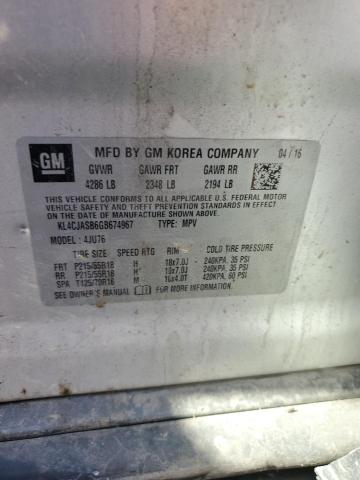 GM
MFD BY GM KOREA COMPANY 04/16
GVWR GAWR FRT GAWR RR
4286 LB 2348 LB 2194 LB
THIS VEHICLE CONFORMS TO ALL APPLICABLE U.S. FEDERAL MOTOR
VEHICLE SAFETY AND THEFT PREVENTION STANDARDS IN
EFFECT ON THE DATE OF MANUFACTURE SHOWN ABOVE.
KL4CJASB6GB674967 TYPE: MPV
MODEL: 4JU76
TIRE SIZE SPEED RTG RIM COLD TIRE PRESSURE
FRT P215/55R18 H 18x7.0J 240KPA, 35 PSI
RR P215/55R18 H 18x7.0J 240KPA, 35 PSI
SPA T125/70R16 M 16x4.0T 420KPA, 60 PSI
SEE OWNER'S MANUAL FOR ADDITIONAL INFORMATION.